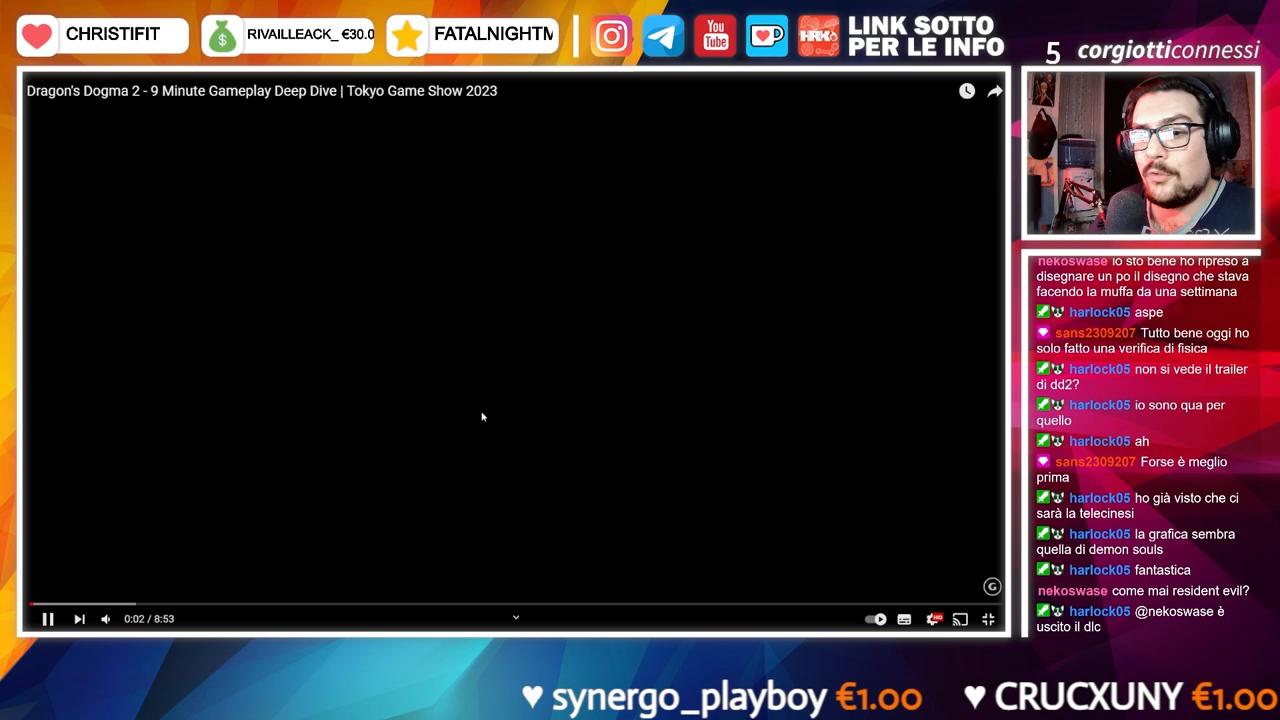 CHRISTIFIT
RIVAILLEACK_ €30.0
FATALNIGHTM
You
Tube
HRK
LINK SOTTO
PER LE INFO
5 corgiotticonnessi
Dragon's Dogma 2 - 9 Minute Gameplay Deep Dive | Tokyo Game Show 2023
nekoswase Io sto bene ho ripreso a
disegnare un po il disegno che stava
facendo la muffa da una settimana
harlock05 aspe
sans2309207 Tutto bene oggi ho
solo fatto una verifica di fisica
harlock05 non si vede il trailer
di dd2?
harlock05 io sono qua per
quello
harlock05 ah
sans2309207 Forse è meglio
prima
harlock05 ho già visto che ci
sarà la telecinesi
harlock05 la grafica sembra
quella di demon souls
harlock05 fantastica
nekoswase come mai resident evil?
harlock05 @nekoswase è
uscito il dlc
G
0:02 / 8:53
HD
♥ synergo_playboy €1.00 ♥ CRUCXUNY €1.00